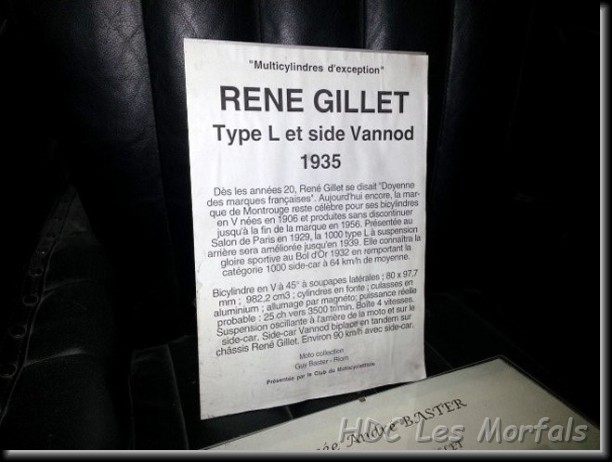 "Multicylindres d'exception"
RENE GILLET
Type L et side Vannod
1935
Dès les années 20, René Gillet se disait "Doyenne
des marques françaises". Aujourd'hui encore, la mar-
que de Montrouge reste célèbre pour ses bicylindres
en V nées en 1906 et produites sans discontinuer
jusqu'à la fin de la marque en 1956. Présentée au
Salon de Paris en 1929, la 1000 type L à suspension
arrière sera améliorée jusqu'en 1939. Elle connaîtra la
gloire sportive au Bol d'Or 1932 en remportant la
catégorie 1000 side-car à 64 km/h de moyenne.
Bicylindre en V à 45° à soupapes latérales ; 80 x 97,7
mm ; 982,2 cm3 ; cylindres en fonte ; culasses en
aluminium ; allumage par magnéto; puissance réelle
probable : 25 ch vers 3500 tr/min. Boîte 4 vitesses.
Suspension oscillante à l'arrière de la moto et sur le
side-car. Side-car Vannod biplace en tandem sur
châssis René Gillet. Environ 90 km/h avec side-car.
Moto collection
Guy Baster - Riom
Présentée par le Club du Motocyclettiste
ée André BASTER
HDc Les Morfals